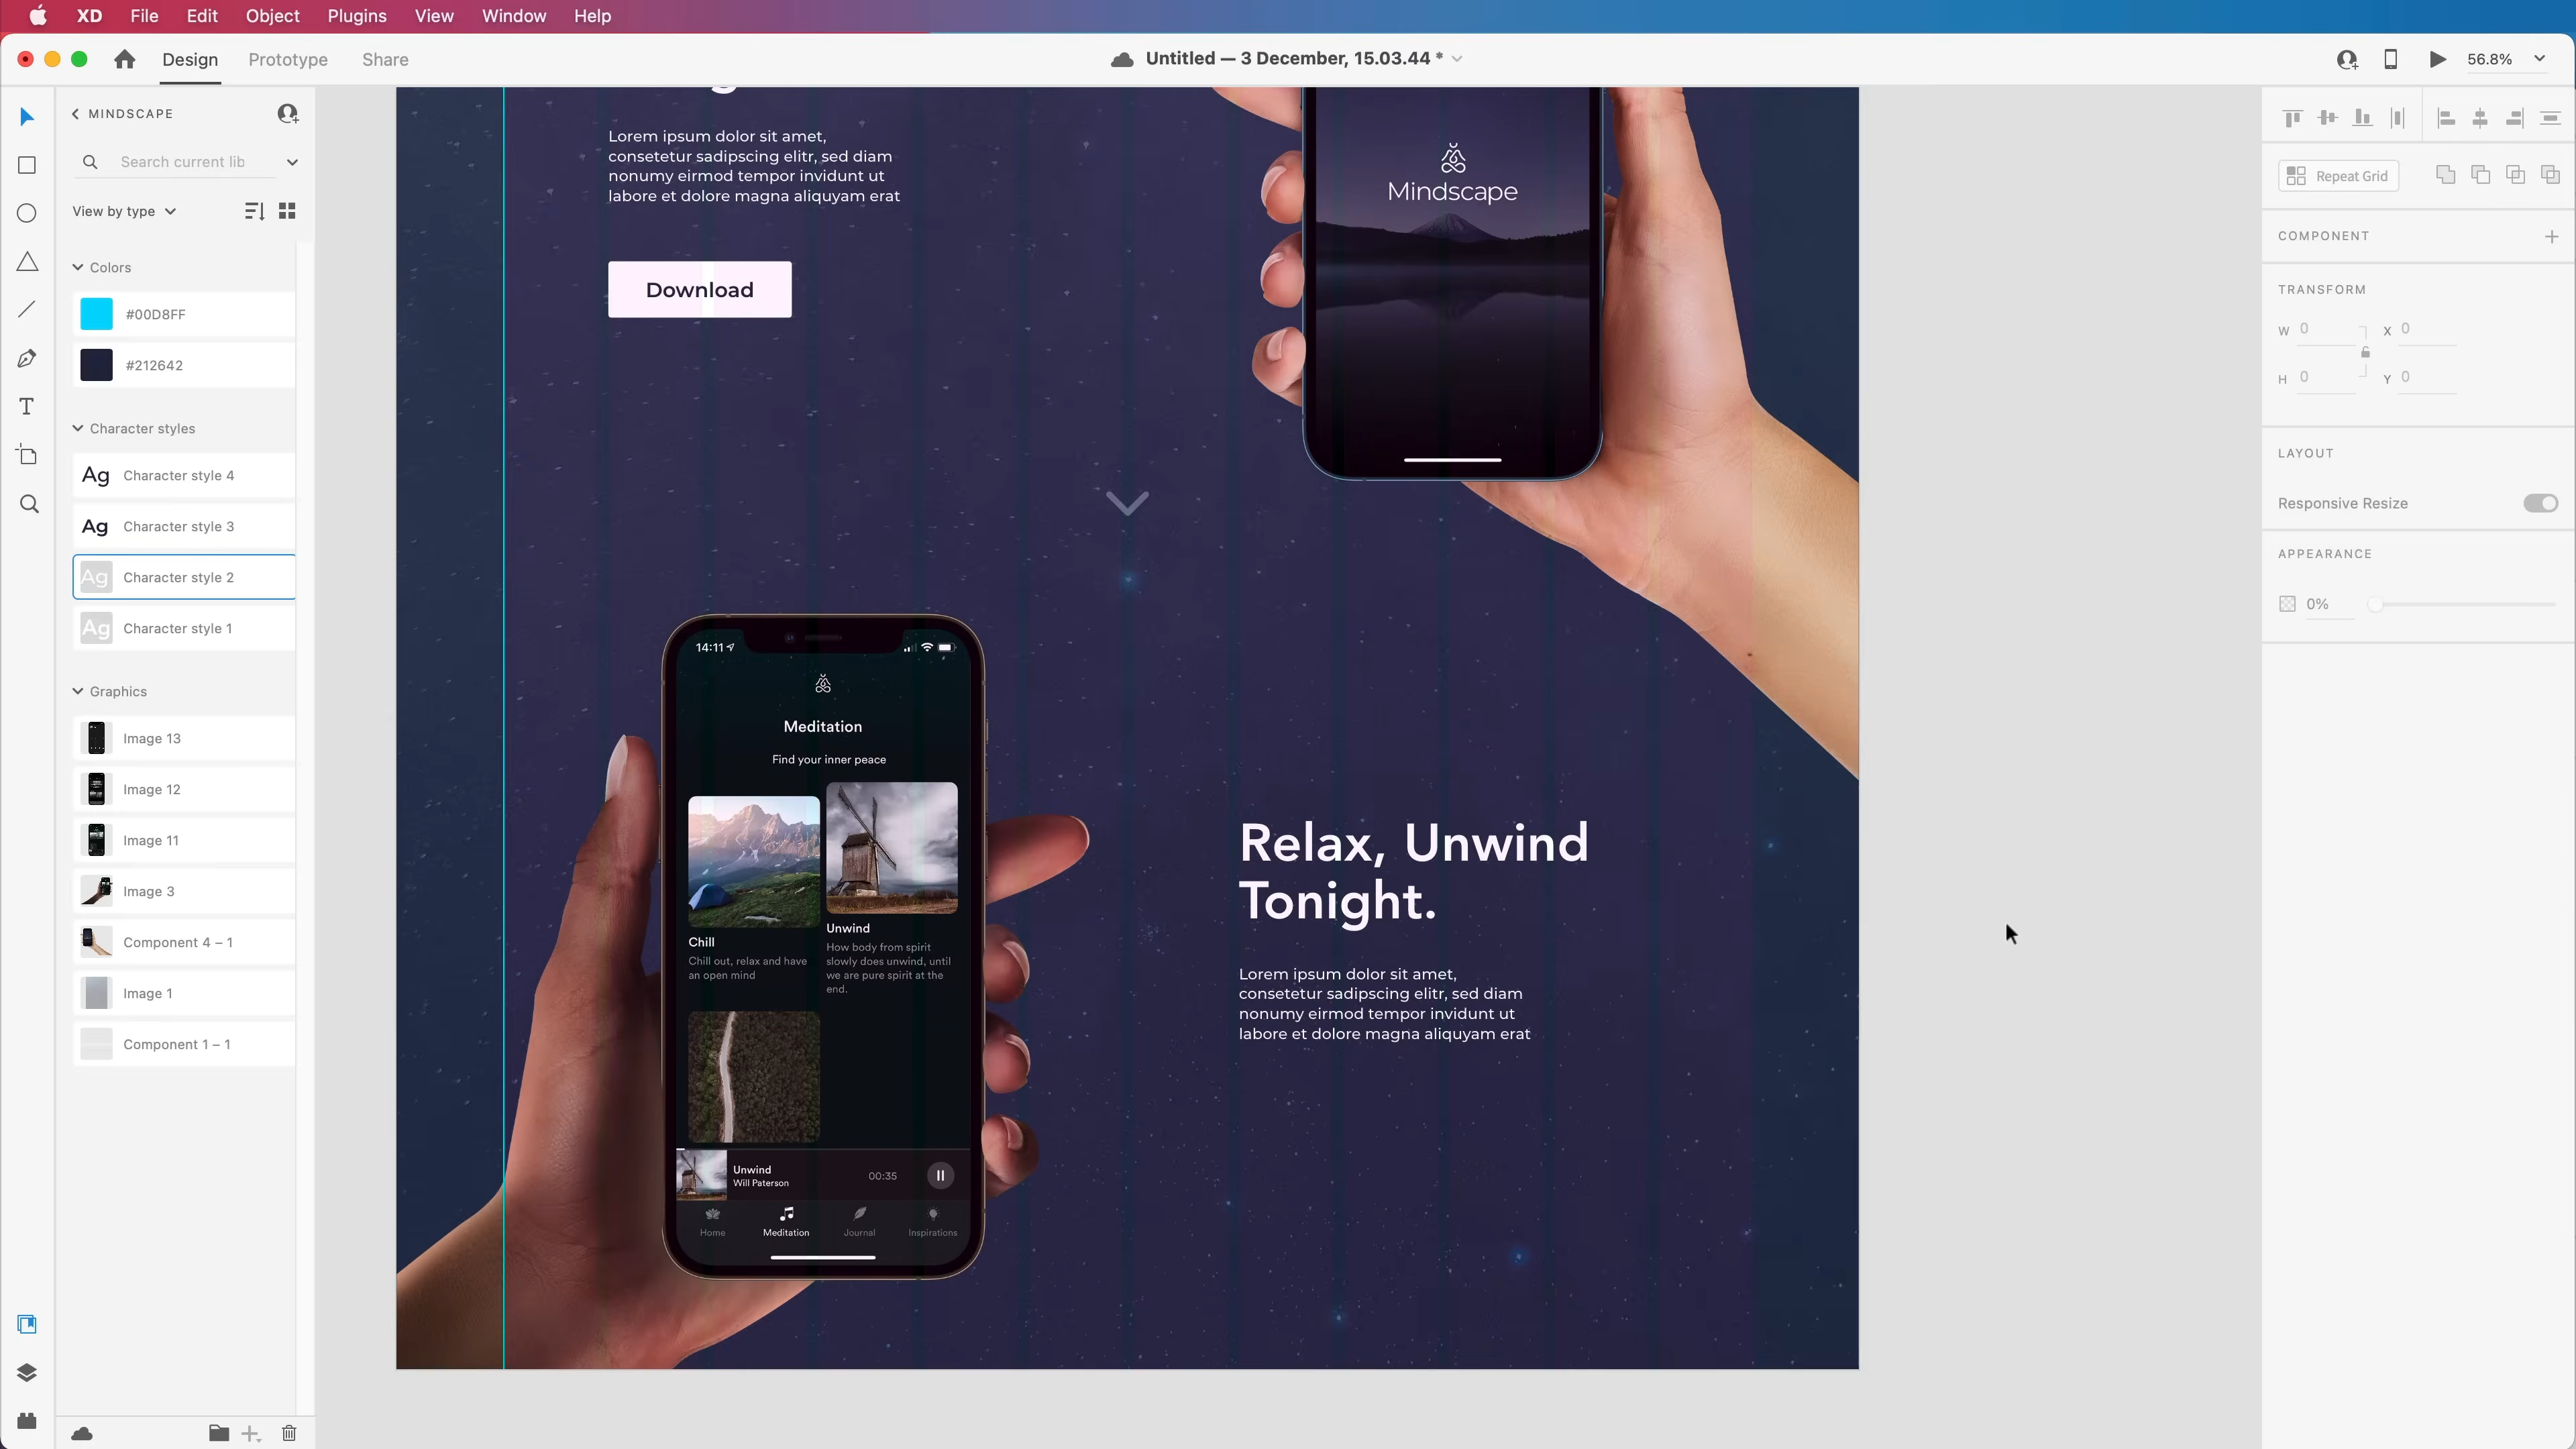 XD File Edit Object Plugins View Window Help
Design Prototype Share
Untitled — 3 December, 15.03.44 *
56.8%
MINDSCAPE
Search current lib
View by type
Colors
#00D8FF
#212642
Character styles
Ag Character style 4
Ag Character style 3
Ag Character style 2
Ag Character style 1
Graphics
Image 13
Image 12
Image 11
Image 3
Component 4 – 1
Image 1
Component 1 – 1
Lorem ipsum dolor sit amet,
consetetur sadipscing elitr, sed diam
nonumy eirmod tempor invidunt ut
labore et dolore magna aliquyam erat
Download
Mindscape
14:11
Meditation
Find your inner peace
Chill
Chill out, relax and have
an open mind
Unwind
How body from spirit
slowly does unwind, until
we are pure spirit at the
end.
Unwind
Will Paterson
00:35
Home Meditation Journal Inspirations
Relax, Unwind
Tonight.
Lorem ipsum dolor sit amet,
consetetur sadipscing elitr, sed diam
nonumy eirmod tempor invidunt ut
labore et dolore magna aliquyam erat
Repeat Grid
COMPONENT
TRANSFORM
W 0 X 0
H 0 Y 0
LAYOUT
Responsive Resize
APPEARANCE
0%